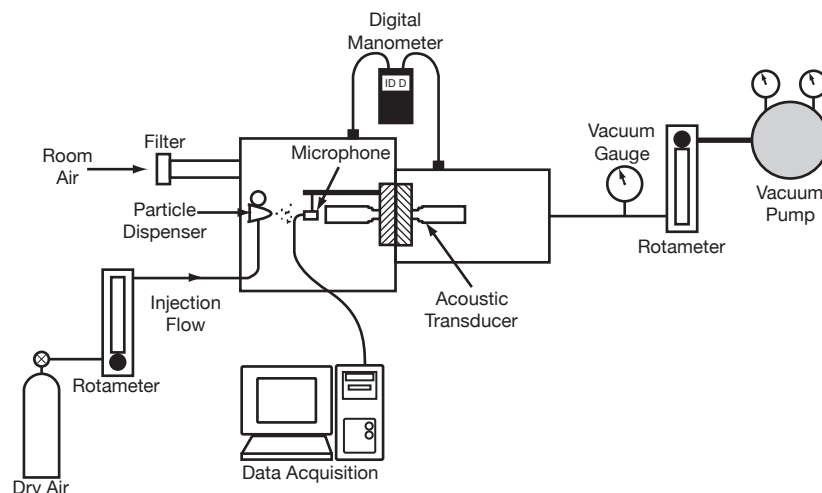 Digital
Manometer
ID D
Filter
Room
Air
Microphone
Vacuum
Gauge
Particle
Dispenser
Vacuum
Pump
Rotameter
Injection
Flow
Acoustic
Transducer
Rotameter
Data Acquisition
Dry Air